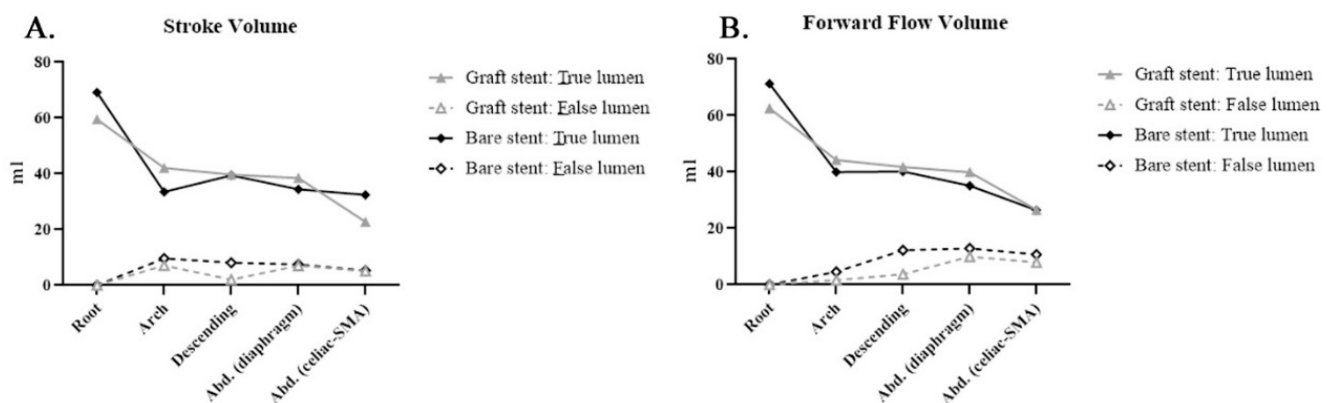 A.
Stroke Volume
ml
80
60
40
20
0
Root
Arch
Descending
Abd. (diaphragm)
Abd. (celiac-SMA)
Graft stent: True lumen
Graft stent: False lumen
Bare stent: True lumen
Bare stent: False lumen
B.
Forward Flow Volume
ml
80
60
40
20
0
Root
Arch
Descending
Abd. (diaphragm)
Abd. (celiac-SMA)
Graft stent: True lumen
Graft stent: False lumen
Bare stent: True lumen
Bare stent: False lumen